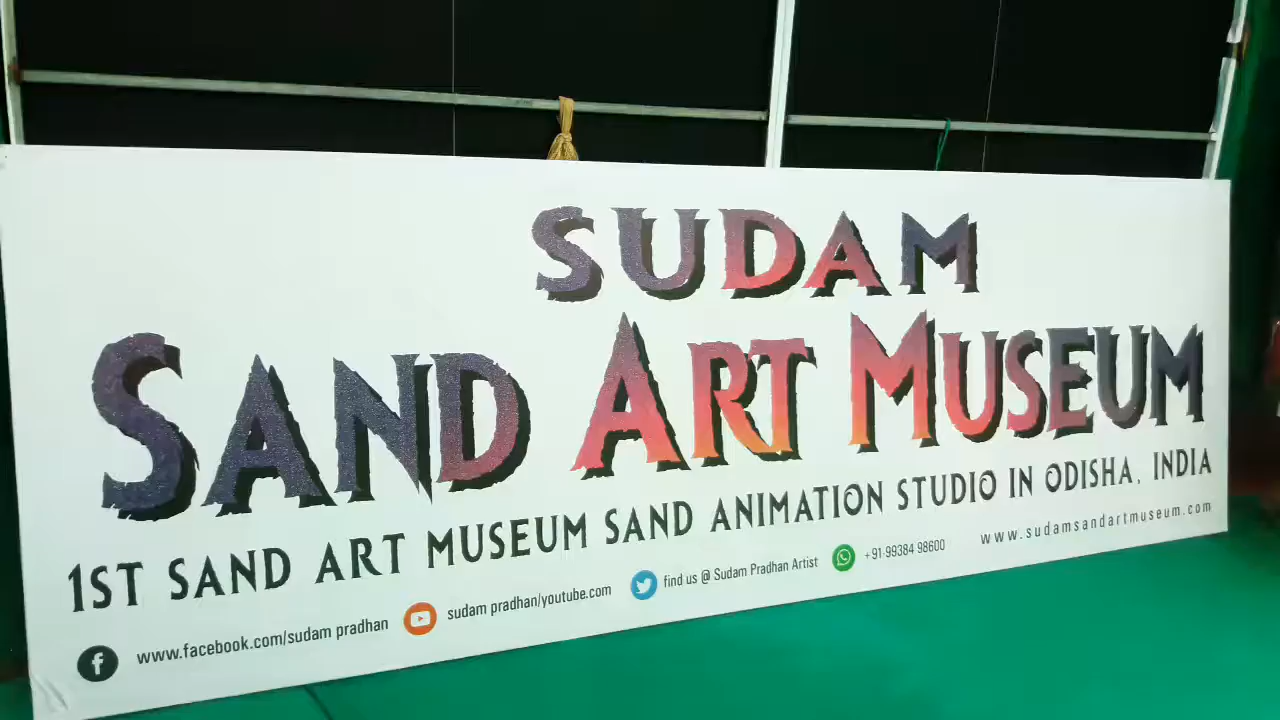 SUDAM
SAND ART MUSEUM
1ST SAND ART MUSEUM SAND ANIMATION STUDIO IN ODISHA, INDIA
www.facebook.com/sudam pradhan sudam pradhan/youtube.com find us @ Sudam Pradhan Artist +91-99384 98600 www.sudamsandartmuseum.com